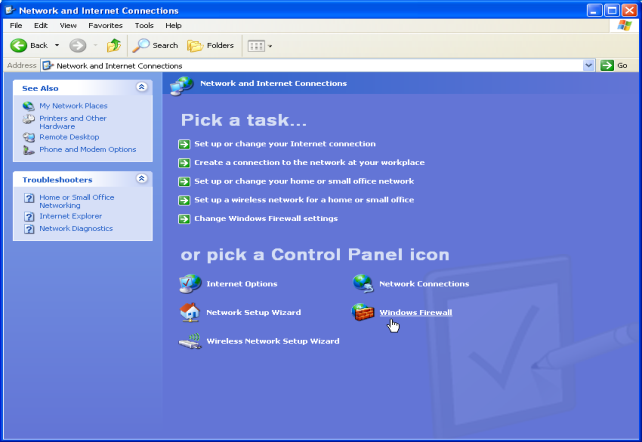 Network and Internet Connections
File Edit View Favorites Tools Help
Back Search Folders
Address Network and Internet Connections Go
See Also
My Network Places
Printers and Other
Hardware
Remote Desktop
Phone and Modem Options
Troubleshooters
Home or Small Office
Networking
Internet Explorer
Network Diagnostics
Network and Internet Connections
Pick a task...
Set up or change your Internet connection
Create a connection to the network at your workplace
Set up or change your home or small office network
Set up a wireless network for a home or small office
Change Windows Firewall settings
or pick a Control Panel icon
Internet Options Network Connections
Network Setup Wizard Windows Firewall
Wireless Network Setup Wizard